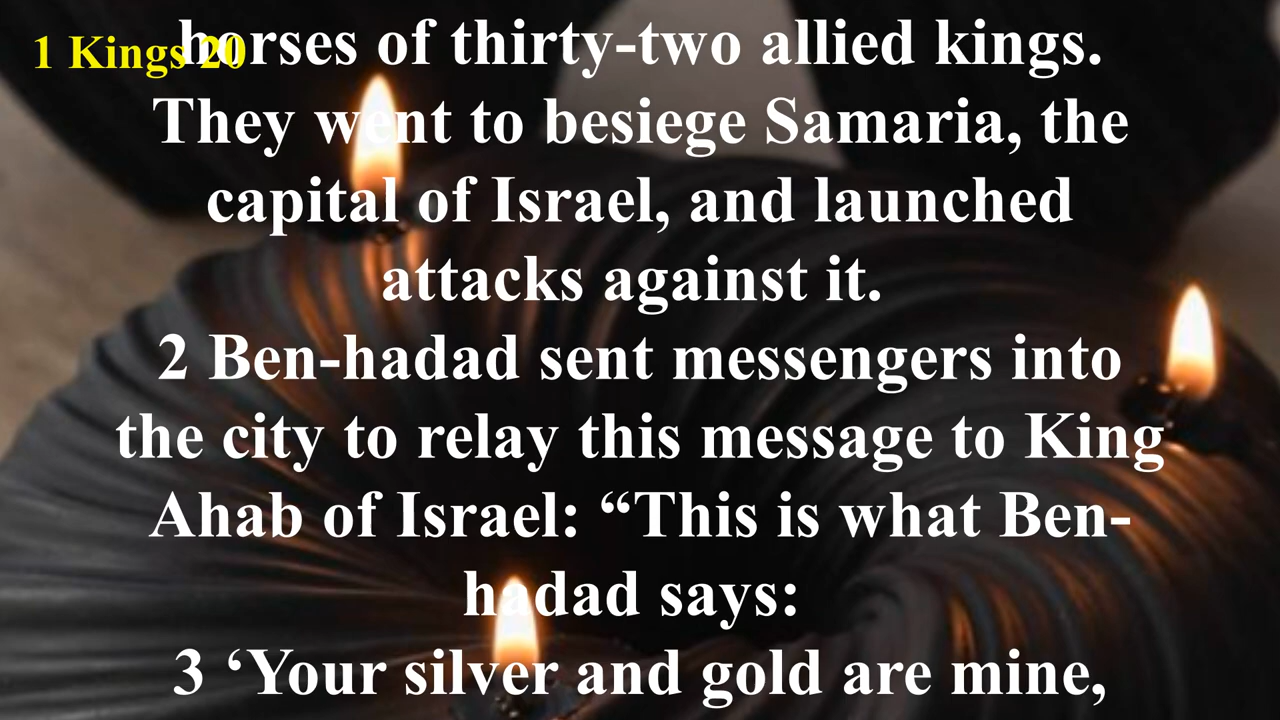 1 Kings 20
horses of thirty-two allied kings.
They went to besiege Samaria, the
capital of Israel, and launched
attacks against it.
2 Ben-hadad sent messengers into
the city to relay this message to King
Ahab of Israel: “This is what Ben-
hadad says:
3 ‘Your silver and gold are mine,